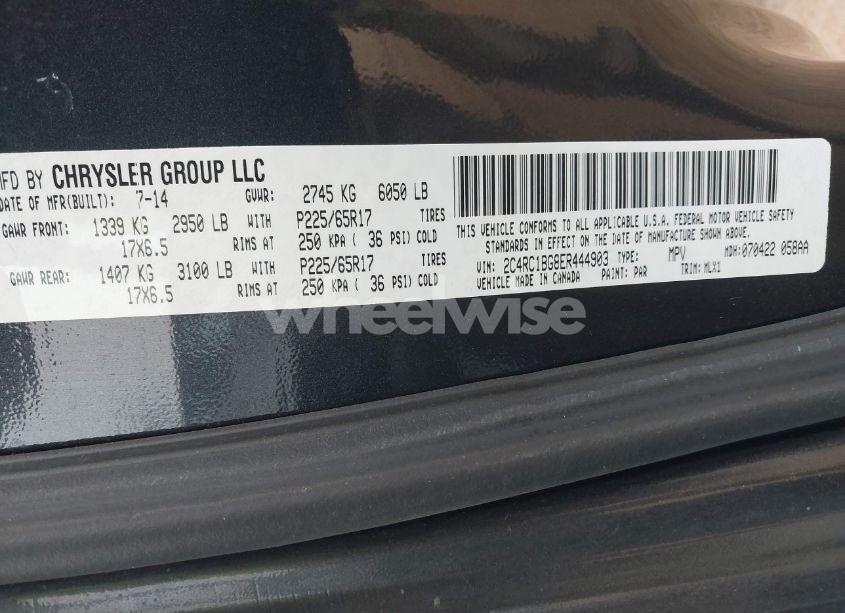 MFD BY CHRYSLER GROUP LLC
DATE OF MFR(BUILT): 7-14 GVWR: 2745 KG 6050 LB
GAWR FRONT: 1339 KG 2950 LB WITH P225/65R17 TIRES
17X6.5 RIMS AT 250 KPA ( 36 PSI) COLD
GAWR REAR: 1407 KG 3100 LB WITH P225/65R17 TIRES
17X6.5 RIMS AT 250 KPA ( 36 PSI) COLD
THIS VEHICLE CONFORMS TO ALL APPLICABLE U.S.A. FEDERAL MOTOR VEHICLE SAFETY
STANDARDS IN EFFECT ON THE DATE OF MANUFACTURE SHOWN ABOVE.
VIN: 2C4RC1BG8ER444903 TYPE: MPV MDH: 070422 058AA
VEHICLE MADE IN CANADA PAINT: PAR TRIM: MLX1
wheelwise